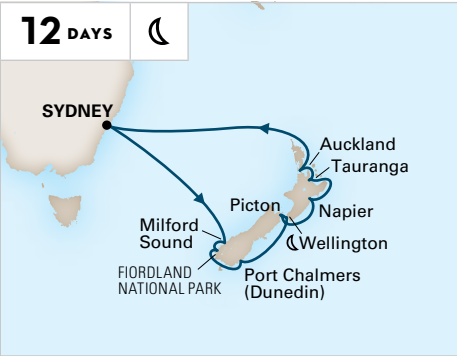 12 DAYS
SYDNEY
Auckland
Tauranga
Picton
Napier
Milford
Sound
Wellington
FIORDLAND
NATIONAL PARK
Port Chalmers
(Dunedin)